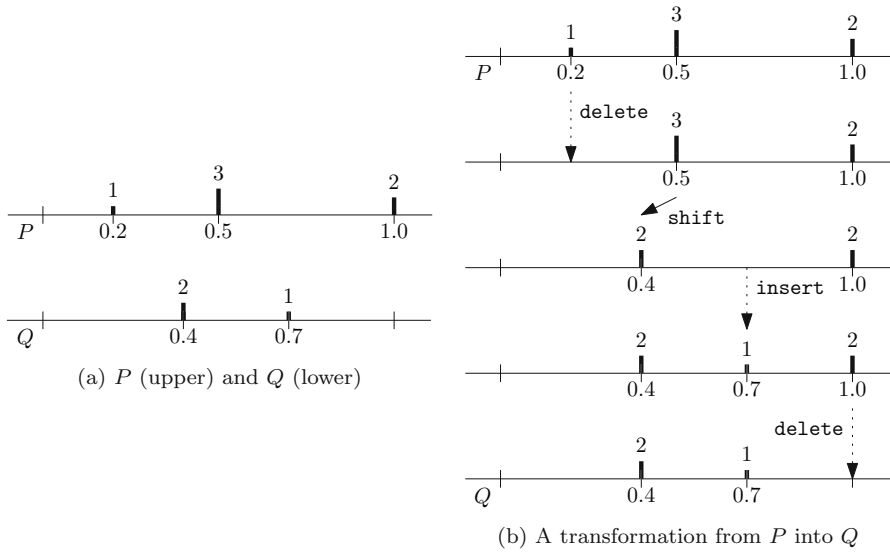 1 3 2
P 0.2 0.5 1.0
2 1
Q 0.4 0.7
(a) P (upper) and Q (lower)
1 3 2
P 0.2 0.5 1.0
delete
3 2
0.5 1.0
shift
2 2
0.4 1.0
insert
2 1 2
0.4 0.7 1.0
delete
2 1
Q 0.4 0.7
(b) A transformation from P into Q